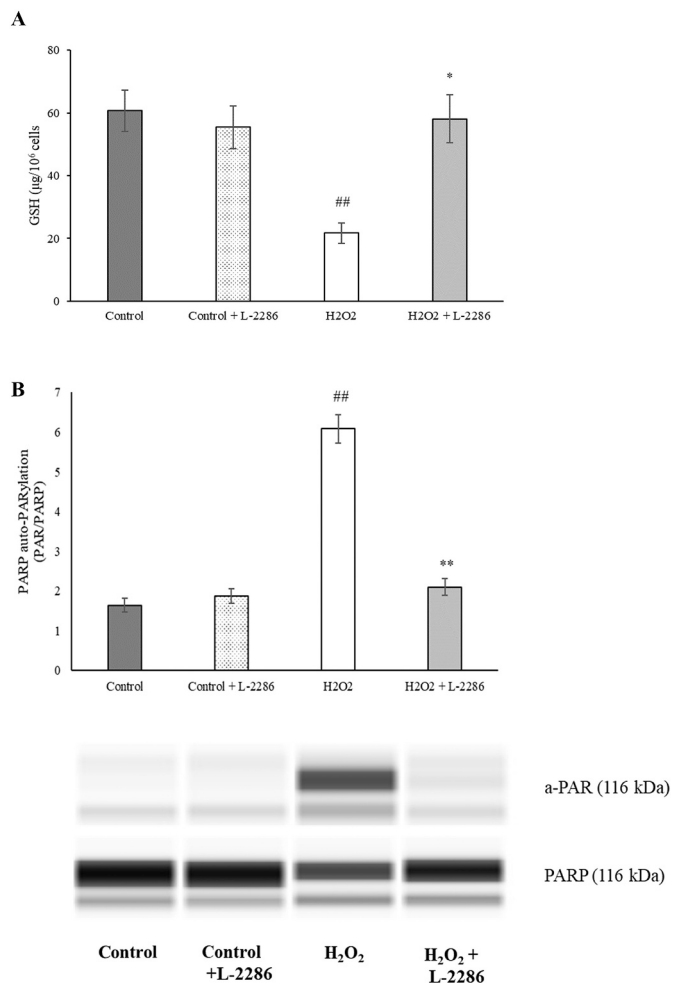 A
80
60
40
20
0
GSH (µg/10⁶ cells
Control
Control + L-2286
##
H2O2
*
H2O2 + L-2286
B
7
6
5
4
3
2
1
0
PARP auto-PARylation
(PAR/PARP)
Control
Control + L-2286
##
H2O2
**
H2O2 + L-2286
a-PAR (116 kDa)
PARP (116 kDa)
Control
Control
+L-2286
H₂O₂
H₂O₂ +
L-2286